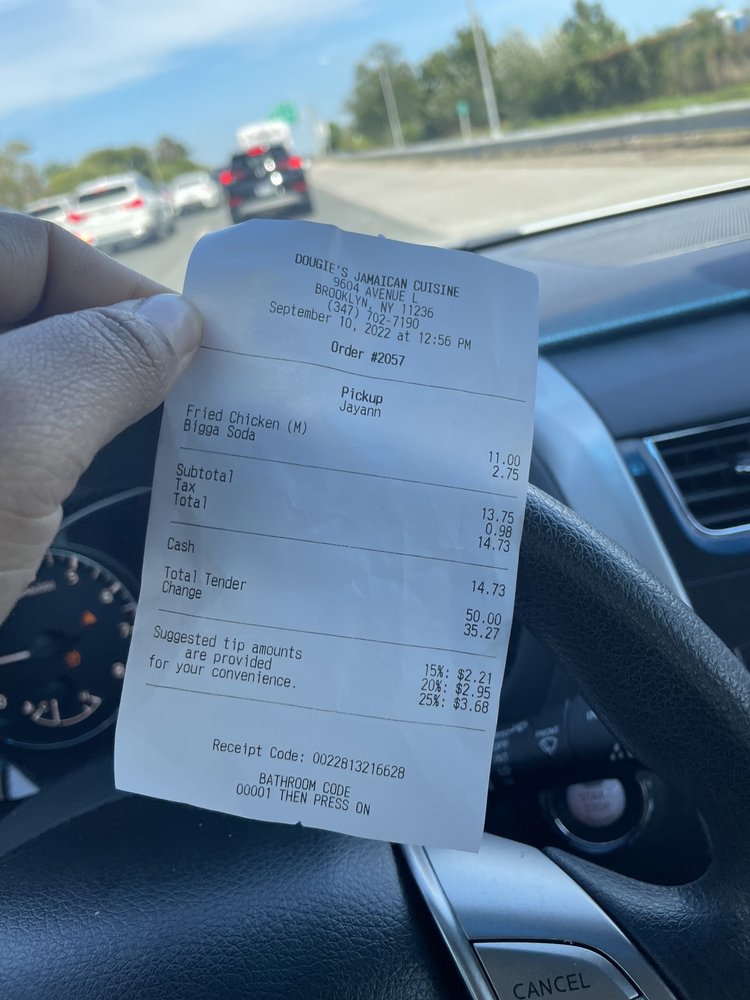 DOUGIE'S JAMAICAN CUISINE
9604 AVENUE L
BROOKLYN, NY 11236
(347) 702-7190
September 10, 2022 at 12:56 PM
Order #2057
Pickup
Jayann
Fried Chicken (M) 11.00
Bigga Soda 2.75
Subtotal 13.75
Tax 0.98
Total 14.73
Cash 14.73
Total Tender 50.00
Change 35.27
Suggested tip amounts 15%: $2.21
are provided 20%: $2.95
for your convenience. 25%: $3.68
Receipt Code: 0022813216628
BATHROOM CODE
00001 THEN PRESS ON
FRONT
CANCEL